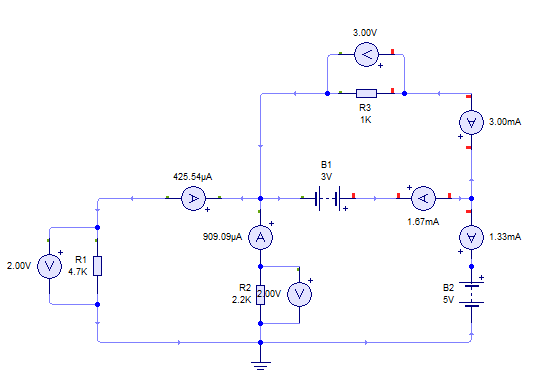 3.00V
R3
1K
3.00mA
B1
3V
425.54µA
1.67mA
909.09µA
1.33mA
2.00V
R1
4.7K
R2
2.2K
2.00V
B2
5V